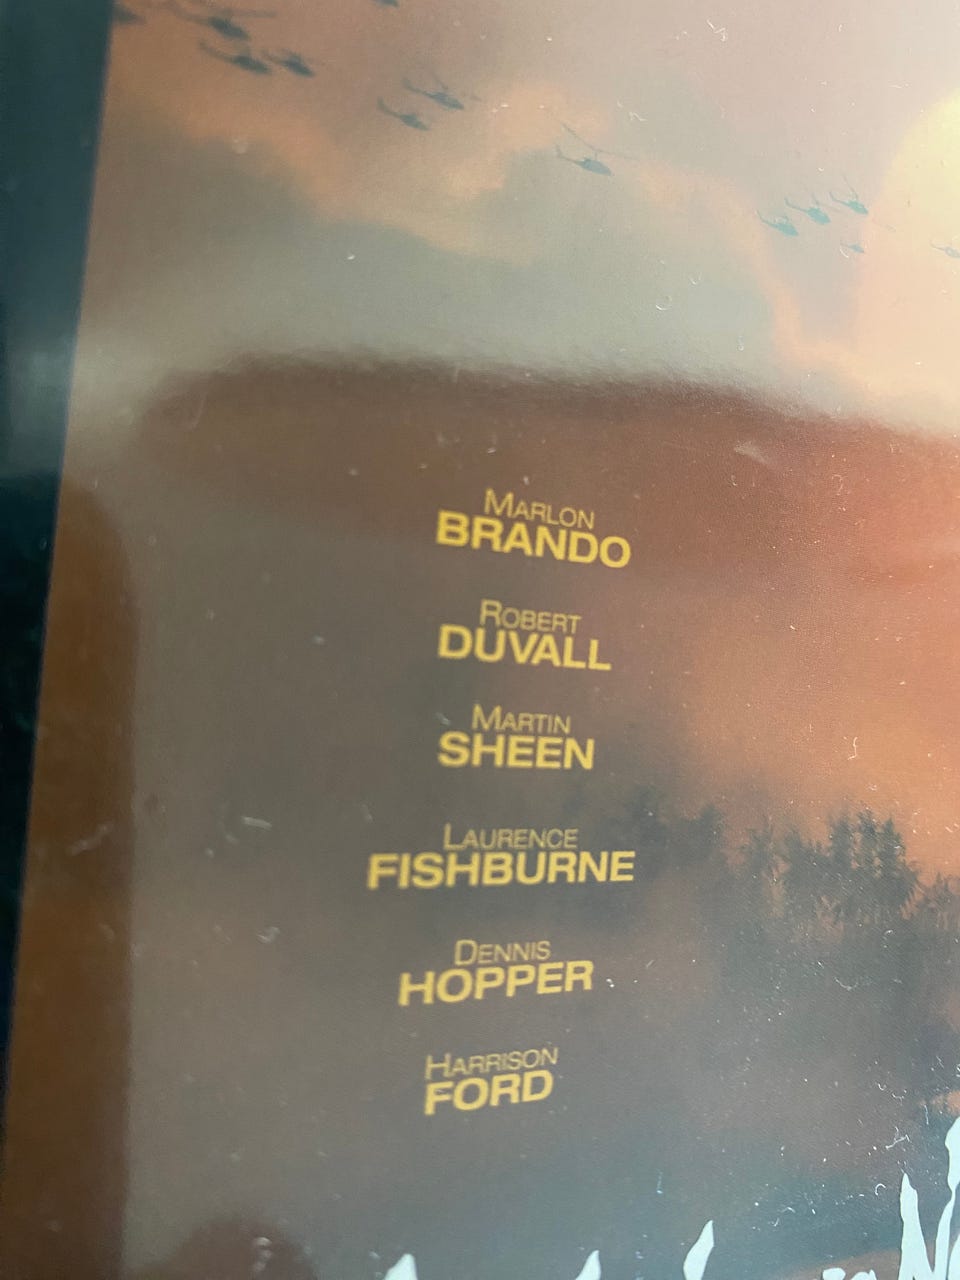 Marlon
BRANDO
Robert
DUVALL
Martin
SHEEN
Laurence
FISHBURNE
Dennis
HOPPER
Harrison
FORD